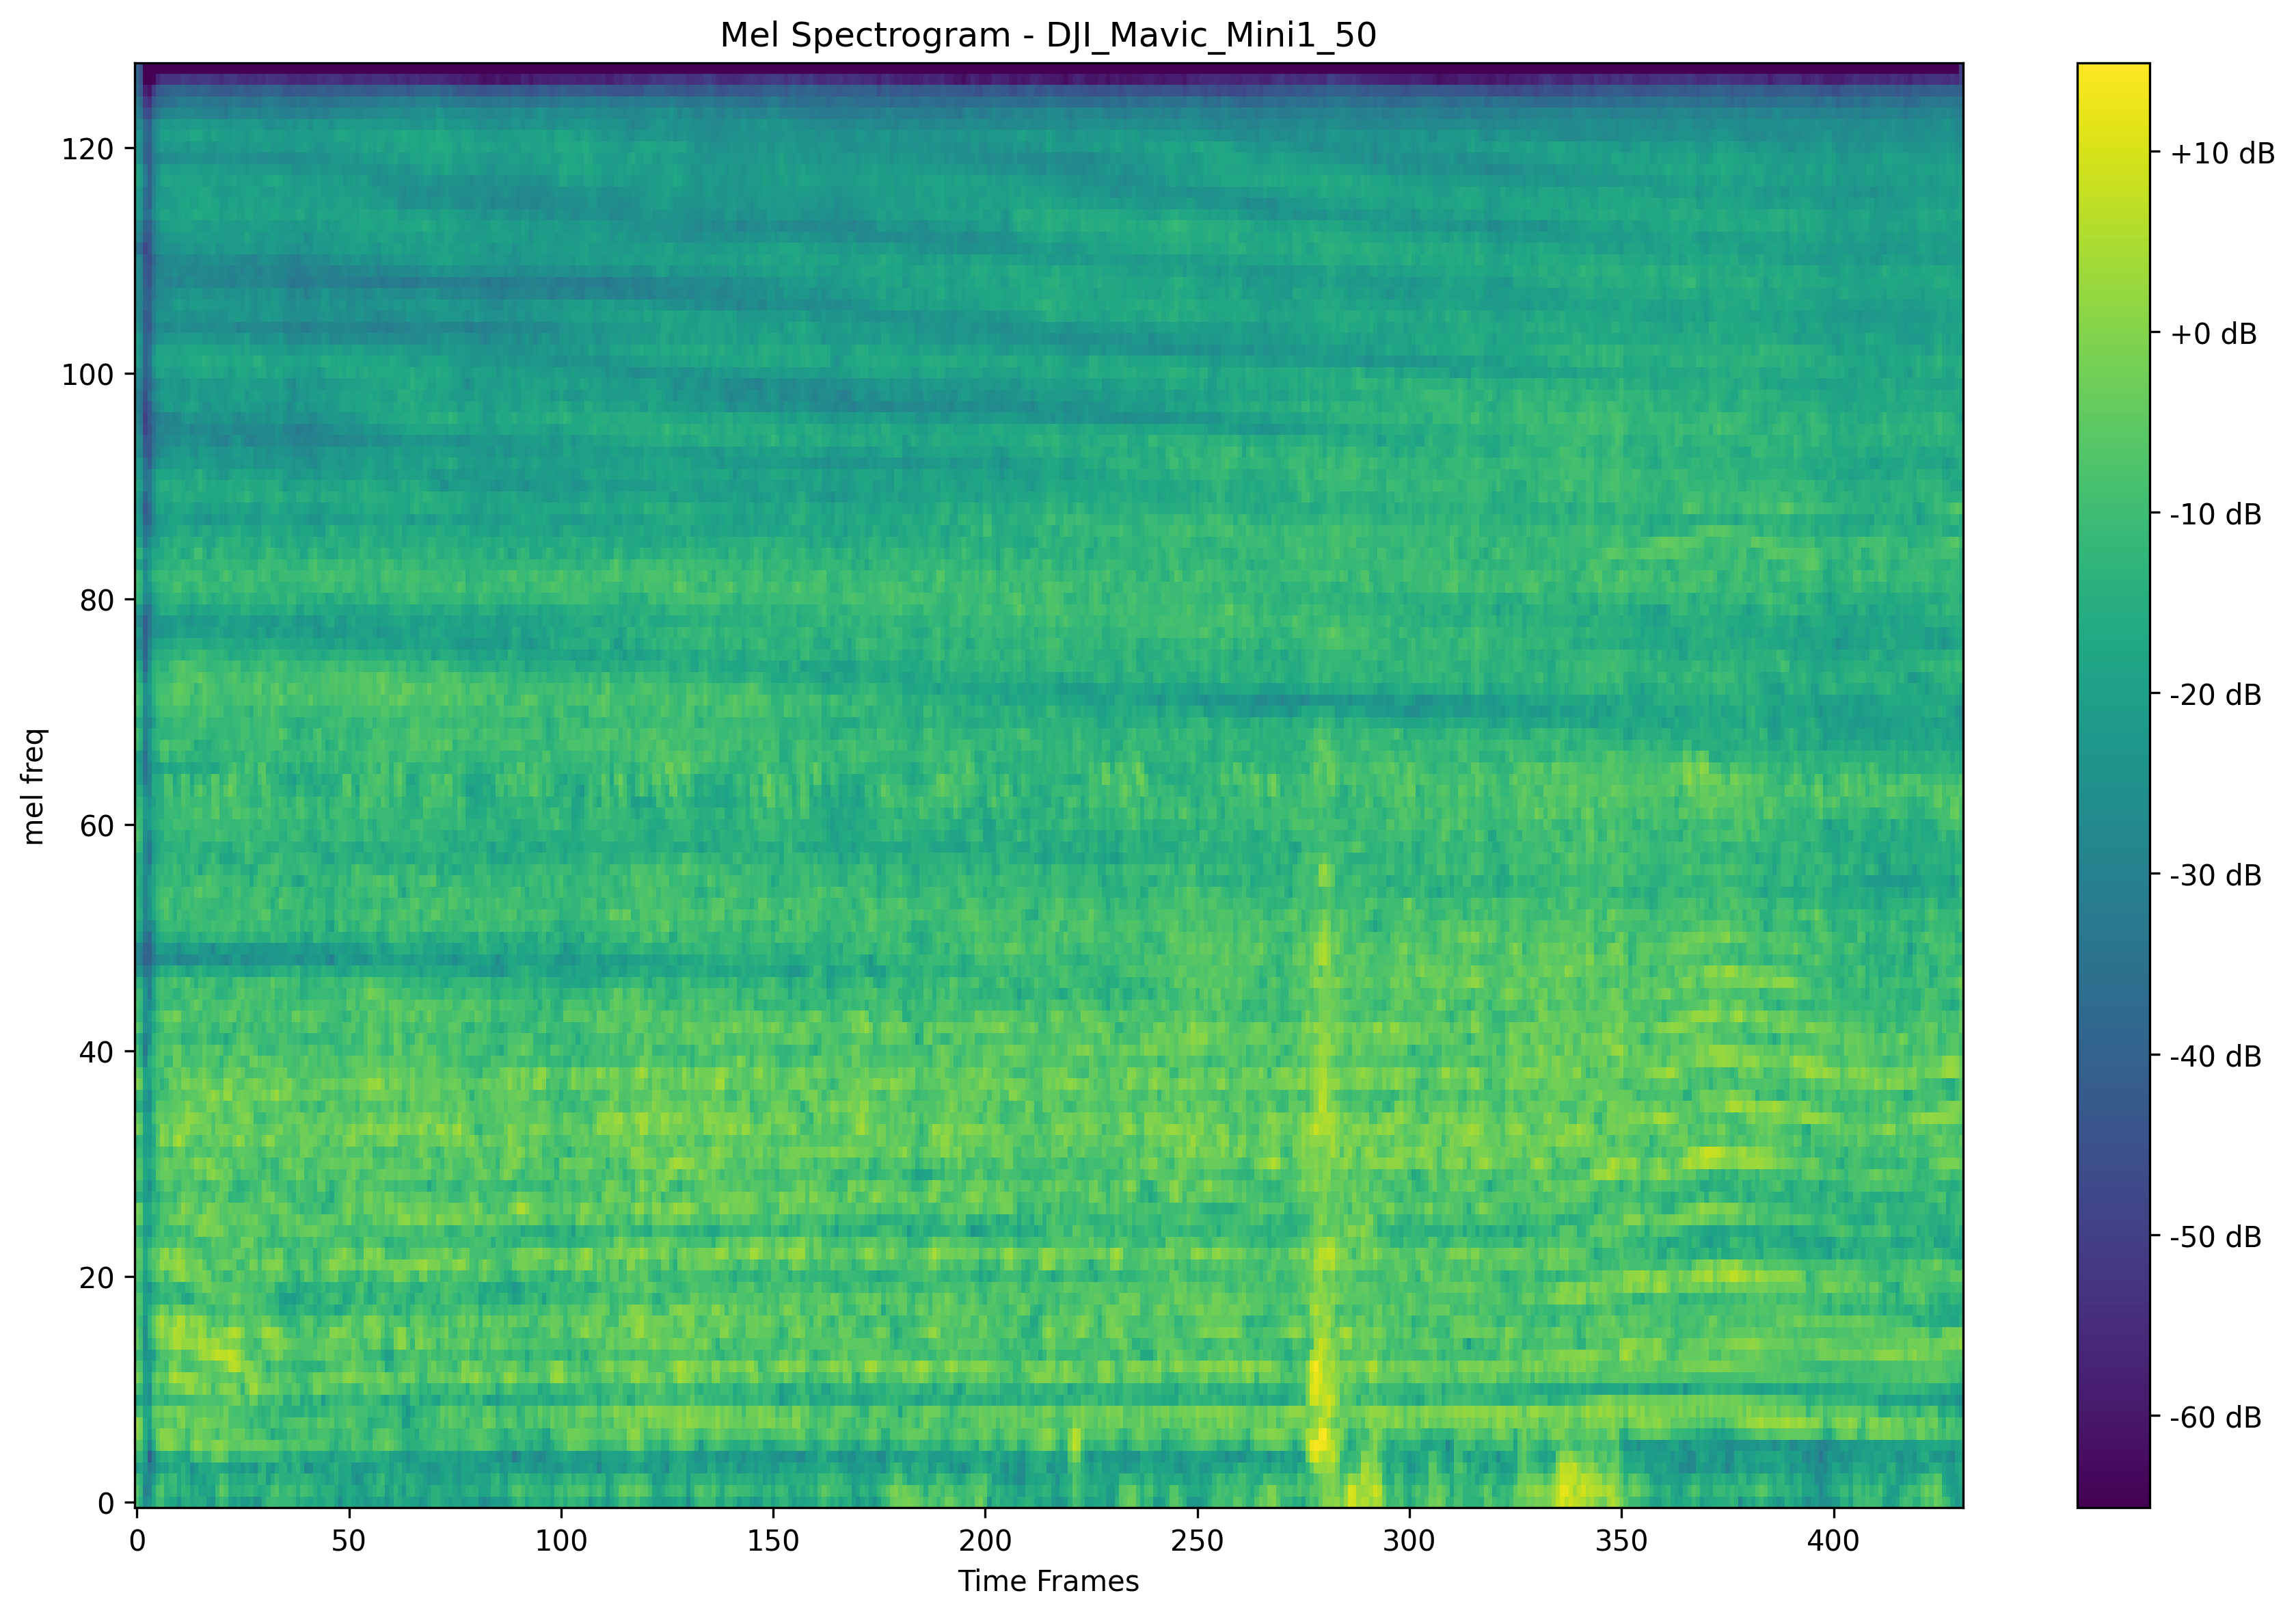 Mel Spectrogram - DJI_Mavic_Mini1_50
120
100
80
60
40
20
0
mel freq
0 50 100 150 200 250 300 350 400
Time Frames
+10 dB
+0 dB
-10 dB
-20 dB
-30 dB
-40 dB
-50 dB
-60 dB